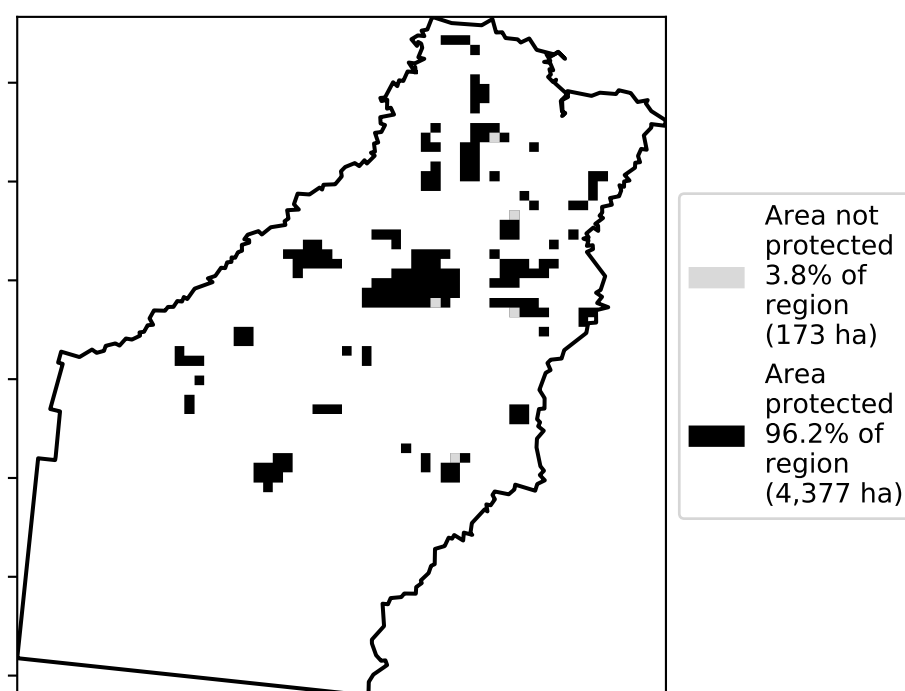 Area not
protected
3.8% of
region
(173 ha)
Area
protected
96.2% of
region
(4,377 ha)